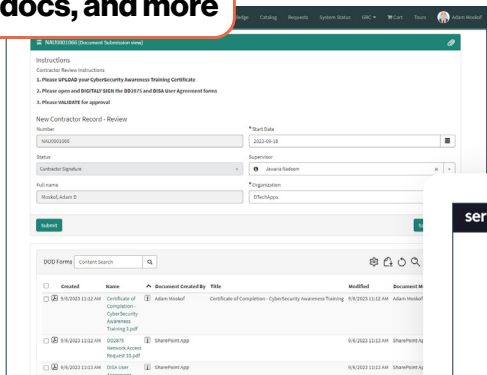 docs, and more
Catalog Requests System Status GRC Cart Tours Adam Moskof
NAU0001066 [Document Submission view]
Instructions
Contractor Review Instructions
1. Please UPLOAD your CyberSecurity Awareness Training Certificate
2. Please open and DIGITALY SIGN the DD2875 and DISA User Agreement forms
3. Please VALIDATE for approval
New Contractor Record - Review
Number
* Start Date
NAU0001066
2023-09-18
Status
Supervisor
Contractor Signature
Javaria Nadeem
Full name
* Organization
Moskof, Adam D
DTechApps
Submit
ser
DOD Forms Content Search
Created Name Document Created By Title Modified Document M
9/8/2023 11:12 AM Certificate of Adam Moskof Certificate of Completion - CyberSecurity Awareness Training 9/8/2023 11:12 AM Adam Moskof
Completion -
CyberSecurity
Awareness
Training 3.pdf
9/8/2023 11:12 AM DD2875 SharePoint App 9/8/2023 11:12 AM SharePoint Ap
Network Access
Request 10.pdf
9/8/2023 11:13 AM DISA User SharePoint App 9/8/2023 11:13 AM SharePoint Ap
Agreement